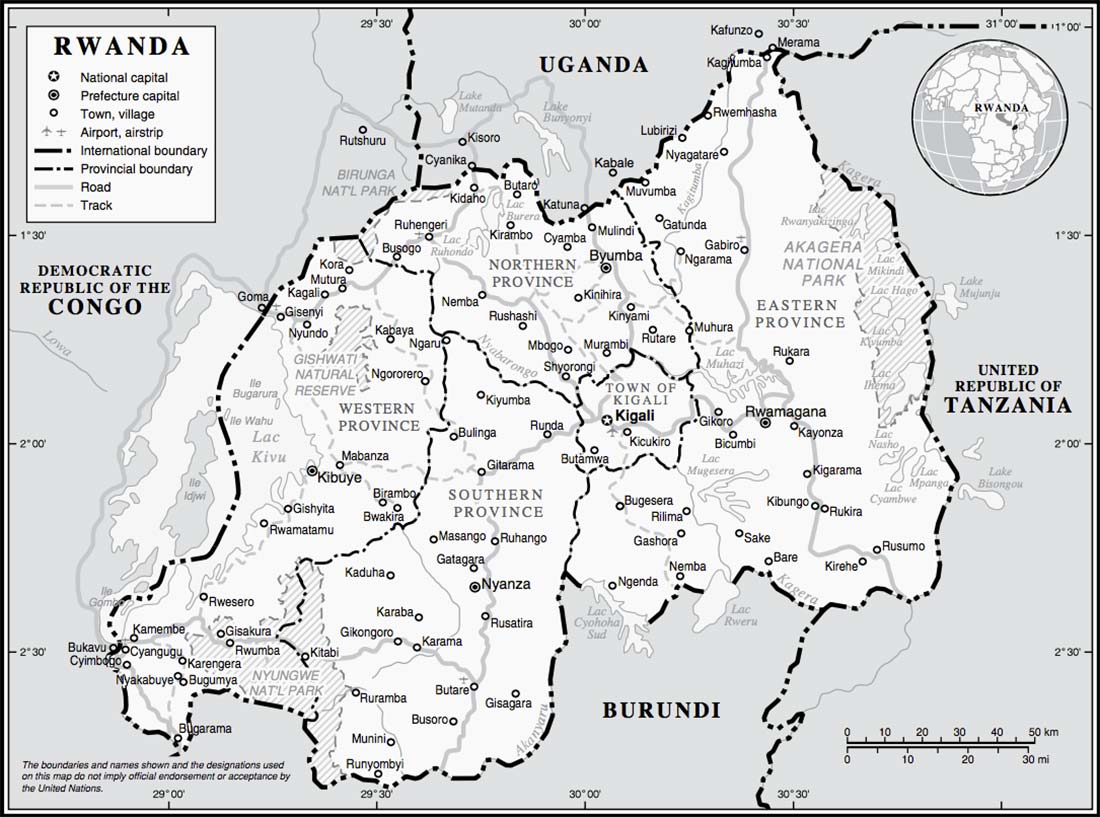 29°30'
30°00'
30°30'
31°00'
1°00'
RWANDA
National capital
Prefecture capital
Town, village
Airport, airstrip
International boundary
Provincial boundary
Road
Track
Kafunzo
Merama
Kagitumba
UGANDA
RWANDA
Lake
Mutanda
Lake
Bunyonyi
Rwemhasha
Rutshuru
Kisoro
Lubirizi
Nyagatare
Cyanika
Kabale
BIRUNGA
NAT'L PARK
Kidaho
Butaro
Muvumba
Kagitumba
Kagera
Katuna
Lac
Burera
Lac
Rwanyakizinga
Ruhengeri
Kirambo
Mulindi
Gatunda
1°30'
1°30'
Cyamba
Busogo
Lac
Ruhondo
Byumba
Gabiro
Ngarama
AKAGERA
NATIONAL
PARK
Lac
Mikindi
DEMOCRATIC
REPUBLIC OF THE
CONGO
Kora
Mutura
Kagali
NORTHERN
PROVINCE
Lac Hago
Lake
Mujunju
Goma
Gisenyi
Nyundo
Nemba
Kinihira
Kinyami
EASTERN
PROVINCE
Rushashi
Kabaya
Ngaru
Muhura
Rutare
Lac
Kivumba
Lowa
Nyabarongo
Mbogo
Murambi
Lac
Muhazi
Rukara
GISHWATI
NATURAL
RESERVE
Ngororero
Shyorongi
Lac
Ihema
UNITED
REPUBLIC OF
TANZANIA
Ile
Bugarura
Kiyumba
TOWN OF
KIGALI
Kigali
Ile Wahu
WESTERN
PROVINCE
Gikoro
Rwamagana
Kayonza
Lac
Kivu
Bulinga
Runda
Kicukiro
Bicumbi
Lac
Nasho
2°00'
2°00'
Mabanza
Butamwa
Kibuye
Gitarama
Lac
Mugesera
Kigarama
Lac
Mpanga
Lake
Bisongou
Ile
Idjwi
Birambo
Bwakira
SOUTHERN
PROVINCE
Lac
Cyambwe
Gishyita
Bugesera
Rilima
Kibungo
Rukira
Rwamatamu
Masango
Ruhango
Gashora
Sake
Rusumo
Gatagara
Bare
Kirehe
Kaduha
Nyanza
Ngenda
Nemba
Kagera
Ile
Gombo
Rwesero
Lac
Cyohoha
Sud
Lac
Rweru
Karaba
Rusatira
Kamembe
Gisakura
Gikongoro
Karama
Bukavu
Cyangugu
Rwumba
Kitabi
2°30'
2°30'
Cyimbogo
Karengera
Nyakabuye
Bugumya
NYUNGWE
NAT'L PARK
Ruramba
Butare
Gisagara
Busoro
BURUNDI
Bugarama
Munini
Akanyaru
Runyombyi
0 10 20 30 40 50 km
0 10 20 30 mi
The boundaries and names shown and the designations used
on this map do not imply official endorsement or acceptance by
the United Nations.
29°00'
29°30'
30°00'
30°30'